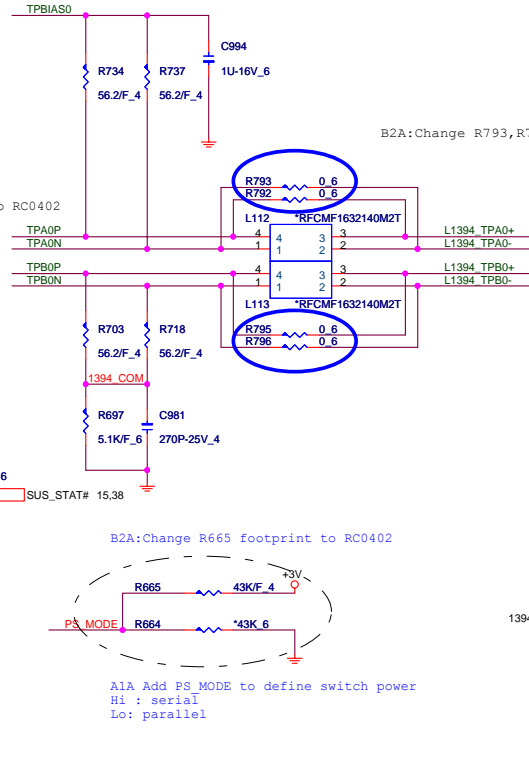 TPBIAS0
C994
R734
R737
1U-16V_6
56.2/F_4
56.2/F_4
B2A:Change R793,R7
R793
0_6
R792
0_6
o RC0402
L112
*RFCMF1632140M2T
TPA0P
4
4
3
3
L1394_TPA0+
TPA0N
1
1
2
2
L1394_TPA0-
TPB0P
4
4
3
3
L1394_TPB0+
TPB0N
1
1
2
2
L1394_TPB0-
L113
*RFCMF1632140M2T
R703
R718
R795
0_6
R796
0_6
56.2/F_4
56.2/F_4
1394_COM
R697
C981
5.1K/F_6
270P-25V_4
6
SUS_STAT# 15,38
B2A:Change R665 footprint to RC0402
+3V
R665
43K/F_4
PS_MODE
R664
*43K_6
1394
A1A Add PS_MODE to define switch power
Hi : serial
Lo: parallel